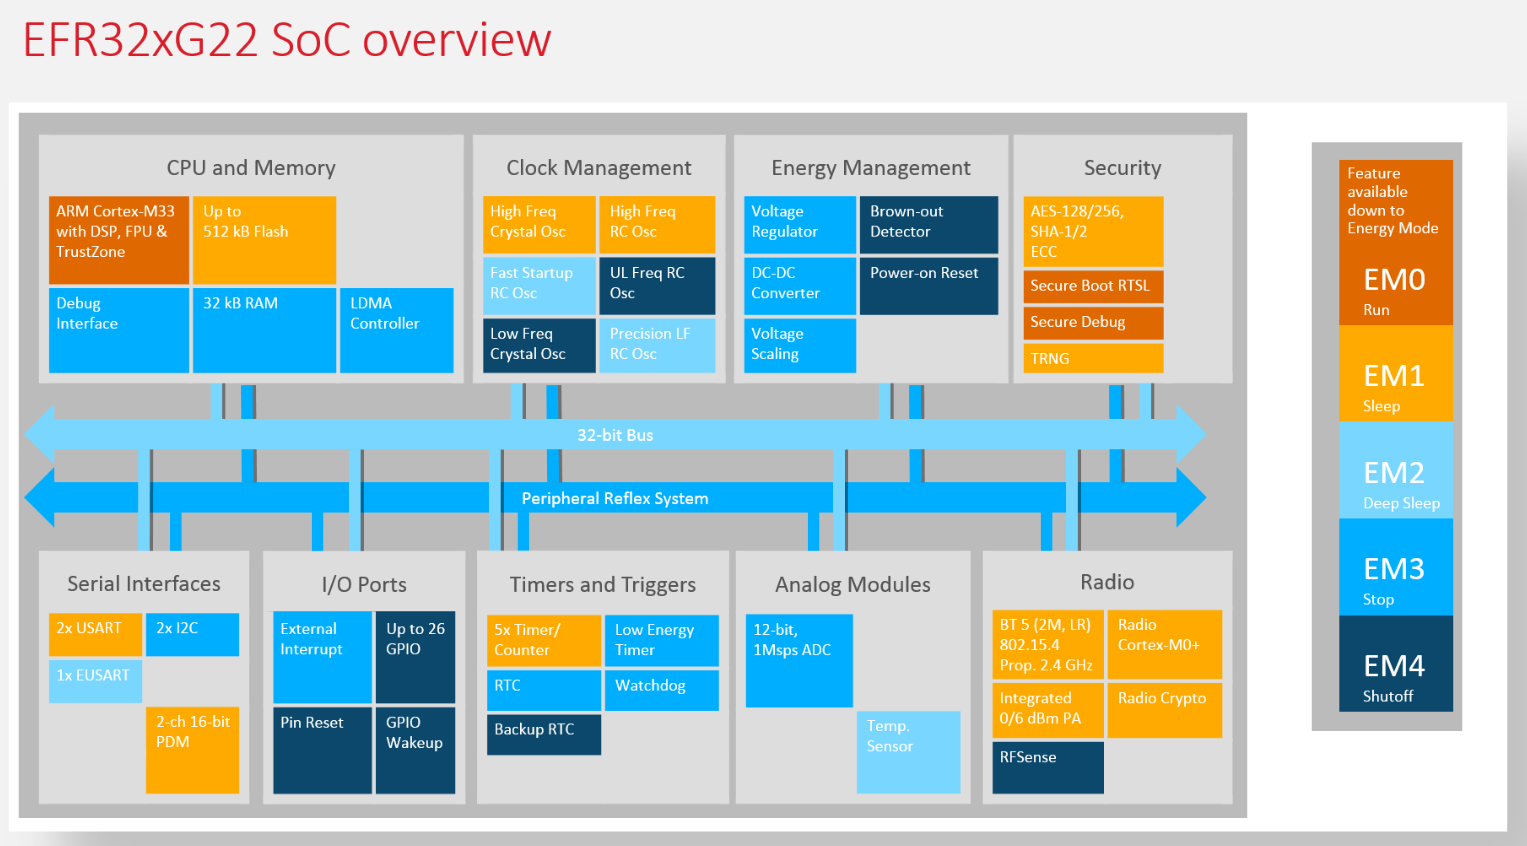 EFR32xG22 SoC overview
CPU and Memory
ARM Cortex-M33
with DSP, FPU &
TrustZone
Up to
512 kB Flash
Debug
Interface
32 kB RAM
LDMA
Controller
Clock Management
High Freq
Crystal Osc
High Freq
RC Osc
Fast Startup
RC Osc
UL Freq RC
Osc
Low Freq
Crystal Osc
Precision LF
RC Osc
Energy Management
Voltage
Regulator
Brown-out
Detector
DC-DC
Converter
Power-on Reset
Voltage
Scaling
Security
AES-128/256,
SHA-1/2
ECC
Secure Boot RTSL
Secure Debug
TRNG
32-bit Bus
Peripheral Reflex System
Serial Interfaces
2x USART
2x I2C
1x EUSART
2-ch 16-bit
PDM
I/O Ports
External
Interrupt
Up to 26
GPIO
Pin Reset
GPIO
Wakeup
Timers and Triggers
5x Timer/
Counter
Low Energy
Timer
RTC
Watchdog
Backup RTC
Analog Modules
12-bit,
1Msps ADC
Temp.
Sensor
Radio
BT 5 (2M, LR)
802.15.4
Prop. 2.4 GHz
Radio
Cortex-M0+
Integrated
0/6 dBm PA
Radio Crypto
RFSense
Feature
available
down to
Energy Mode
EM0
Run
EM1
Sleep
EM2
Deep Sleep
EM3
Stop
EM4
Shutoff